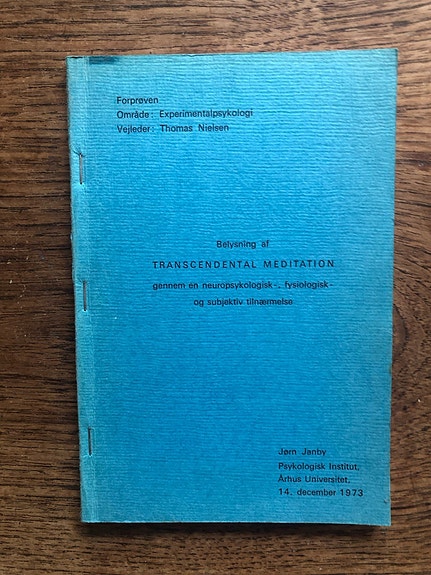 Forprøven
Område: Experimentalpsykologi
Vejleder: Thomas Nielsen
Belysning af
TRANSCENDENTAL MEDITATION
gennem en neuropsykologisk-, fysiologisk-
og subjektiv tilnærmelse
Jørn Janby
Psykologisk Institut,
Århus Universitet,
14. december 1973